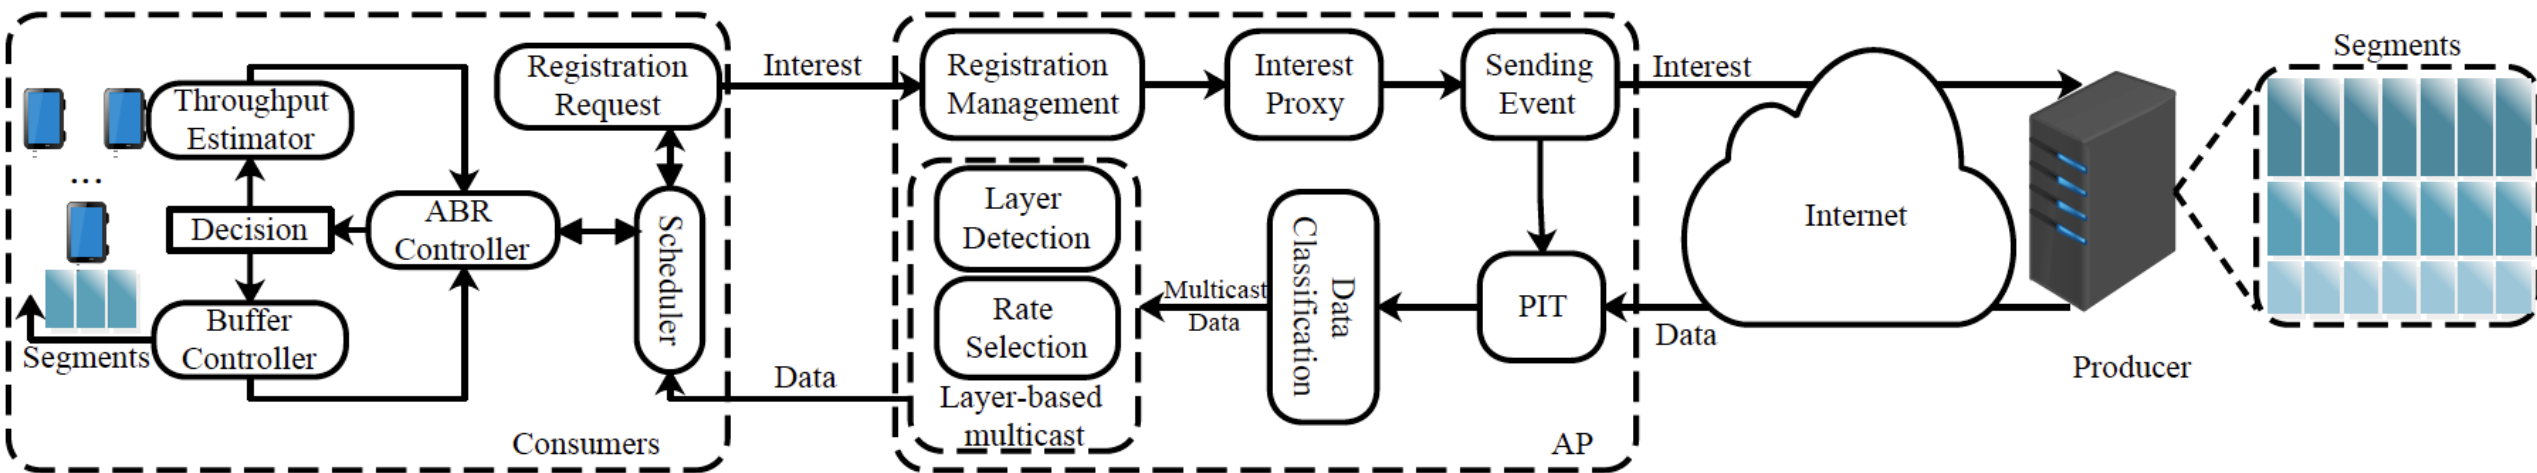 Throughput
Estimator
...
Decision
Segments
Buffer
Controller
ABR
Controller
Registration
Request
Scheduler
Consumers
Interest
Data
Registration
Management
Interest
Proxy
Sending
Event
Layer
Detection
Rate
Selection
Layer-based
multicast
Multicast
Data
Data
Classification
PIT
AP
Interest
Data
Internet
Producer
Segments